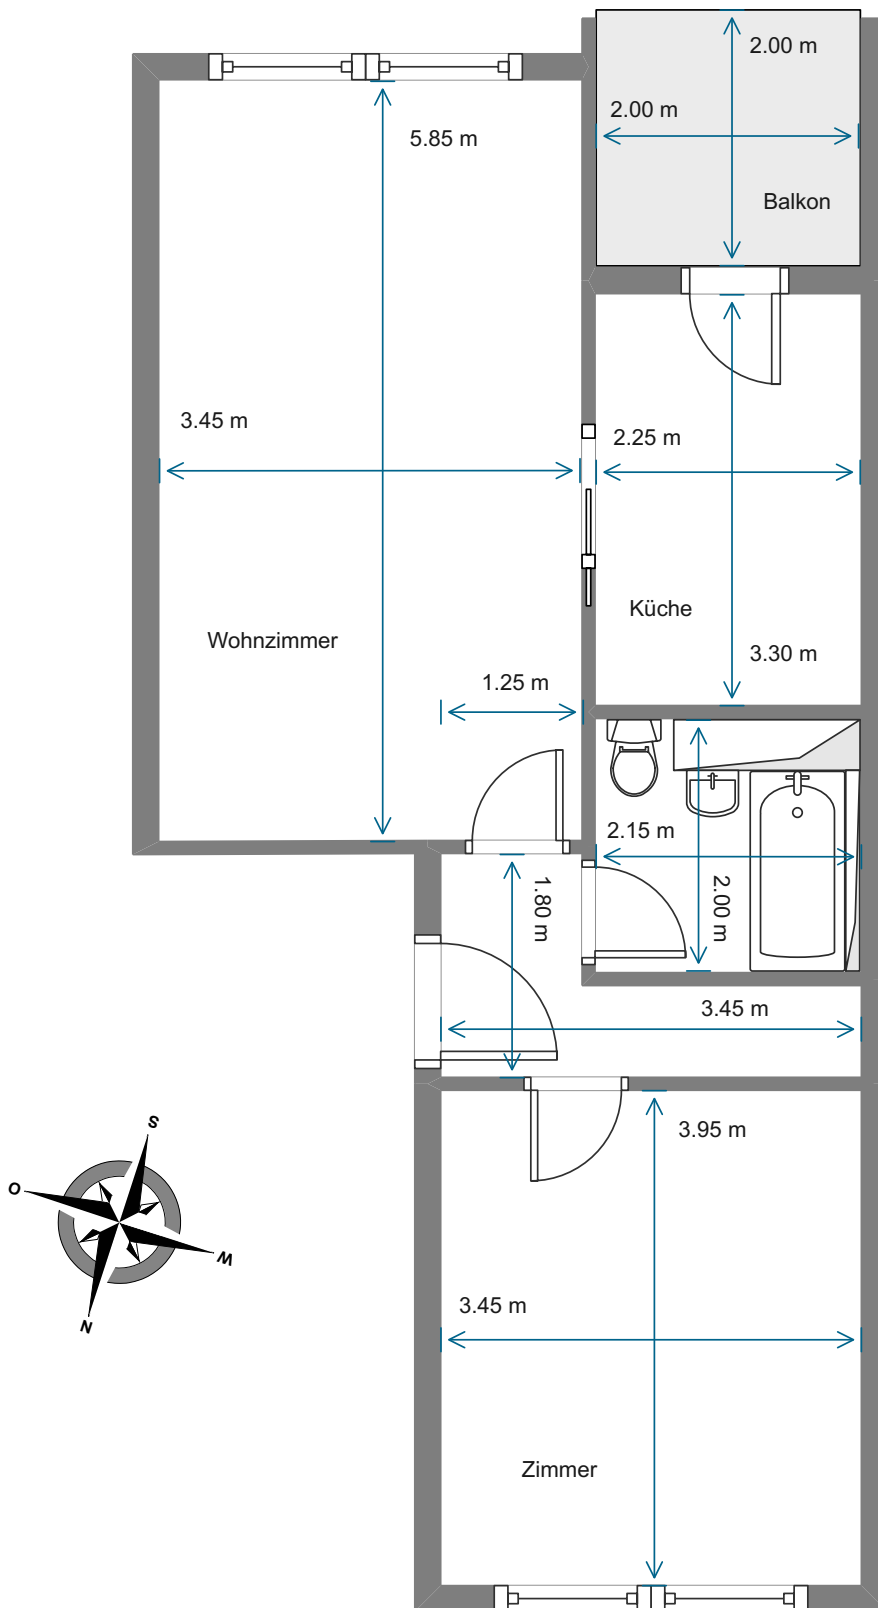 2.00 m
2.00 m
5.85 m
Balkon
3.45 m
2.25 m
Küche
Wohnzimmer
3.30 m
1.25 m
2.15 m
1.80 m
2.00 m
3.45 m
3.95 m
S
O
W
N
3.45 m
Zimmer